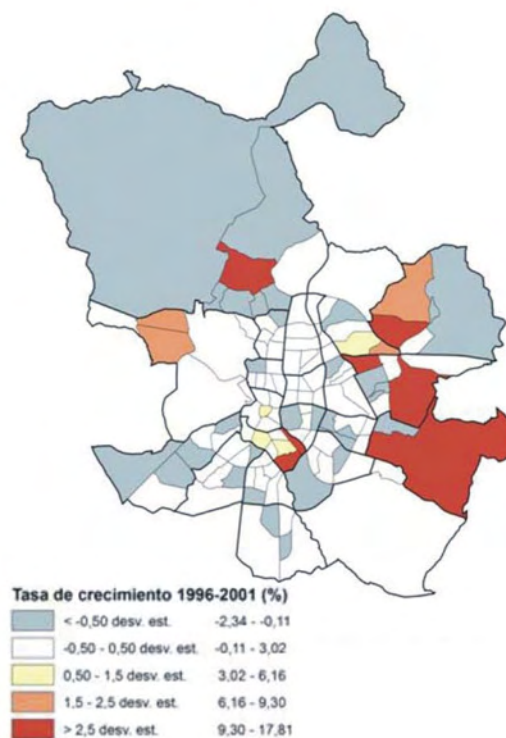 Tasa de crecimiento 1996-2001 (%)
< -0,50 desv. est. -2,34 - -0,11
-0,50 - 0,50 desv. est. -0,11 - 3,02
0,50 - 1,5 desv. est. 3,02 - 6,16
1,5 - 2,5 desv. est. 6,16 - 9,30
> 2,5 desv. est. 9,30 - 17,81